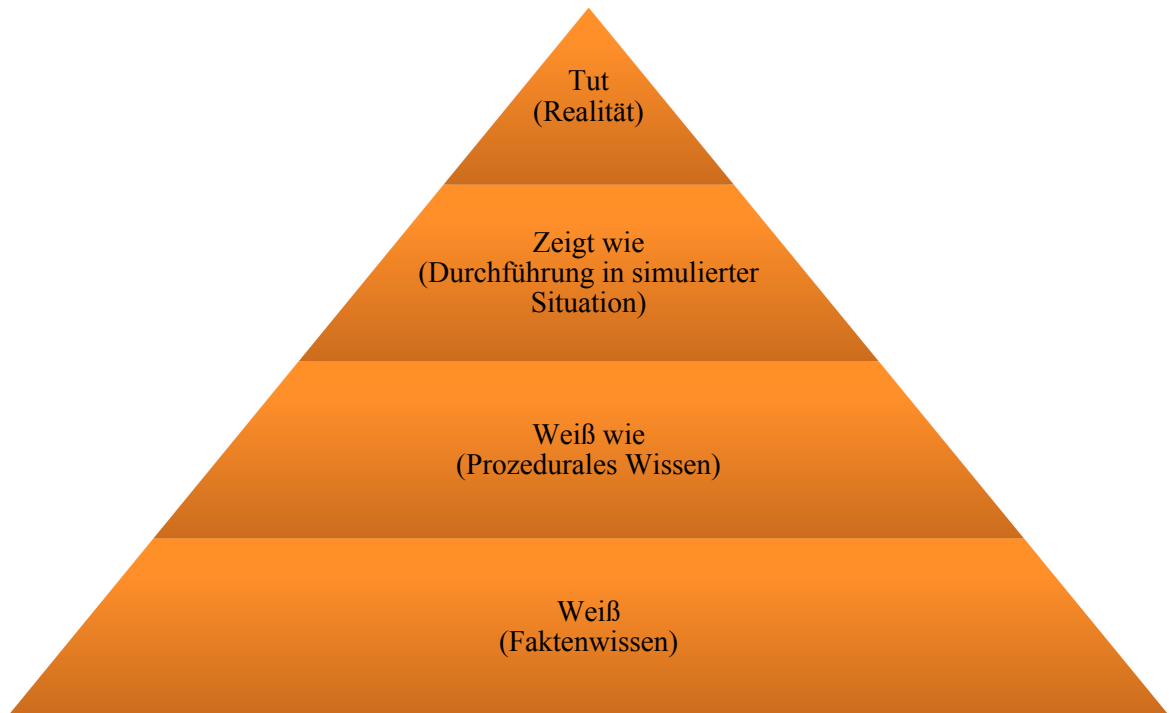 Tut
(Realität)
Zeigt wie
(Durchführung in simulierter
Situation)
Weiß wie
(Prozedurales Wissen)
Weiß
(Faktenwissen)